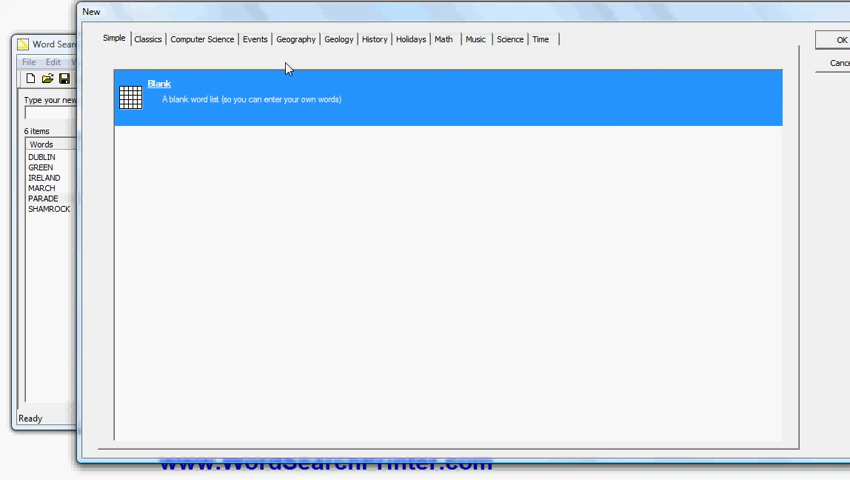 New
Simple Classics Computer Science Events Geography Geology History Holidays Math Music Science Time
OK
Cance
Blank
A blank word list (so you can enter your own words)
Word Sear
File Edit
Type your new
6 items
Words
DUBLIN
GREEN
IRELAND
MARCH
PARADE
SHAMROCK
Ready
www.WordSearchPrinter.com